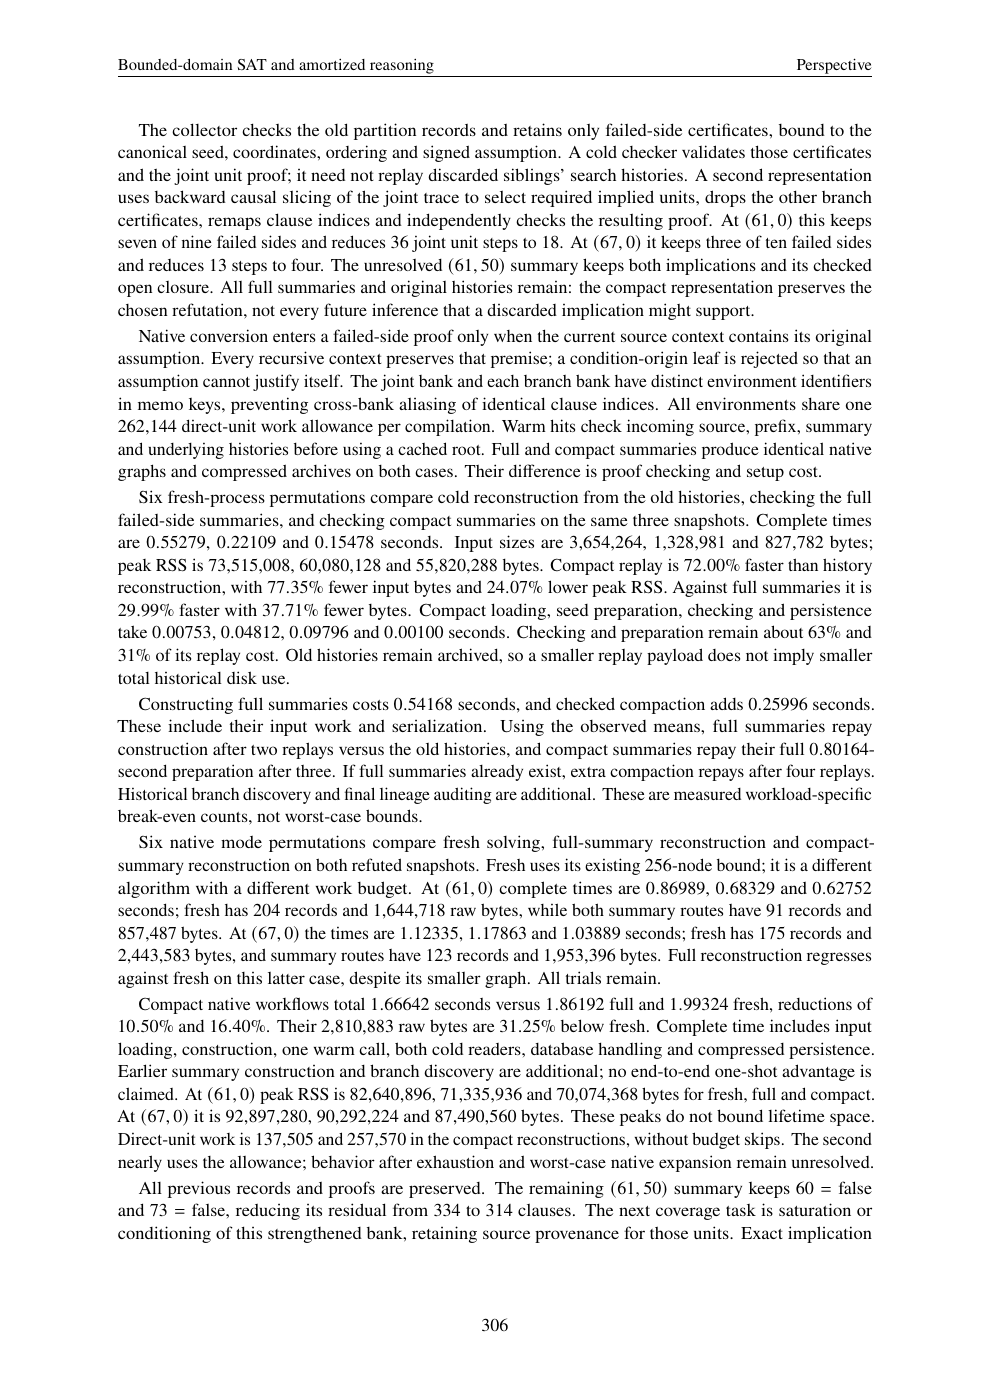 Bounded-domain SAT and amortized reasoning Perspective
The collector checks the old partition records and retains only failed-side certificates, bound to the
canonical seed, coordinates, ordering and signed assumption. A cold checker validates those certificates
and the joint unit proof; it need not replay discarded siblings’ search histories. A second representation
uses backward causal slicing of the joint trace to select required implied units, drops the other branch
certificates, remaps clause indices and independently checks the resulting proof. At (61, 0) this keeps
seven of nine failed sides and reduces 36 joint unit steps to 18. At (67, 0) it keeps three of ten failed sides
and reduces 13 steps to four. The unresolved (61, 50) summary keeps both implications and its checked
open closure. All full summaries and original histories remain: the compact representation preserves the
chosen refutation, not every future inference that a discarded implication might support.
Native conversion enters a failed-side proof only when the current source context contains its original
assumption. Every recursive context preserves that premise; a condition-origin leaf is rejected so that an
assumption cannot justify itself. The joint bank and each branch bank have distinct environment identifiers
in memo keys, preventing cross-bank aliasing of identical clause indices. All environments share one
262,144 direct-unit work allowance per compilation. Warm hits check incoming source, prefix, summary
and underlying histories before using a cached root. Full and compact summaries produce identical native
graphs and compressed archives on both cases. Their difference is proof checking and setup cost.
Six fresh-process permutations compare cold reconstruction from the old histories, checking the full
failed-side summaries, and checking compact summaries on the same three snapshots. Complete times
are 0.55279, 0.22109 and 0.15478 seconds. Input sizes are 3,654,264, 1,328,981 and 827,782 bytes;
peak RSS is 73,515,008, 60,080,128 and 55,820,288 bytes. Compact replay is 72.00% faster than history
reconstruction, with 77.35% fewer input bytes and 24.07% lower peak RSS. Against full summaries it is
29.99% faster with 37.71% fewer bytes. Compact loading, seed preparation, checking and persistence
take 0.00753, 0.04812, 0.09796 and 0.00100 seconds. Checking and preparation remain about 63% and
31% of its replay cost. Old histories remain archived, so a smaller replay payload does not imply smaller
total historical disk use.
Constructing full summaries costs 0.54168 seconds, and checked compaction adds 0.25996 seconds.
These include their input work and serialization. Using the observed means, full summaries repay
construction after two replays versus the old histories, and compact summaries repay their full 0.80164-
second preparation after three. If full summaries already exist, extra compaction repays after four replays.
Historical branch discovery and final lineage auditing are additional. These are measured workload-specific
break-even counts, not worst-case bounds.
Six native mode permutations compare fresh solving, full-summary reconstruction and compact-
summary reconstruction on both refuted snapshots. Fresh uses its existing 256-node bound; it is a different
algorithm with a different work budget. At (61, 0) complete times are 0.86989, 0.68329 and 0.62752
seconds; fresh has 204 records and 1,644,718 raw bytes, while both summary routes have 91 records and
857,487 bytes. At (67, 0) the times are 1.12335, 1.17863 and 1.03889 seconds; fresh has 175 records and
2,443,583 bytes, and summary routes have 123 records and 1,953,396 bytes. Full reconstruction regresses
against fresh on this latter case, despite its smaller graph. All trials remain.
Compact native workflows total 1.66642 seconds versus 1.86192 full and 1.99324 fresh, reductions of
10.50% and 16.40%. Their 2,810,883 raw bytes are 31.25% below fresh. Complete time includes input
loading, construction, one warm call, both cold readers, database handling and compressed persistence.
Earlier summary construction and branch discovery are additional; no end-to-end one-shot advantage is
claimed. At (61, 0) peak RSS is 82,640,896, 71,335,936 and 70,074,368 bytes for fresh, full and compact.
At (67, 0) it is 92,897,280, 90,292,224 and 87,490,560 bytes. These peaks do not bound lifetime space.
Direct-unit work is 137,505 and 257,570 in the compact reconstructions, without budget skips. The second
nearly uses the allowance; behavior after exhaustion and worst-case native expansion remain unresolved.
All previous records and proofs are preserved. The remaining (61, 50) summary keeps 60 = false
and 73 = false, reducing its residual from 334 to 314 clauses. The next coverage task is saturation or
conditioning of this strengthened bank, retaining source provenance for those units. Exact implication
306